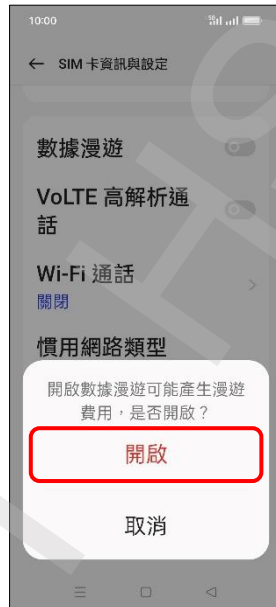 10:00
← SIM 卡資訊與設定
數據漫遊
VoLTE 高解析通
話
Wi-Fi 通話
關閉
慣用網路類型
開啟數據漫遊可能產生漫遊
費用,是否開啟?
開啟
取消